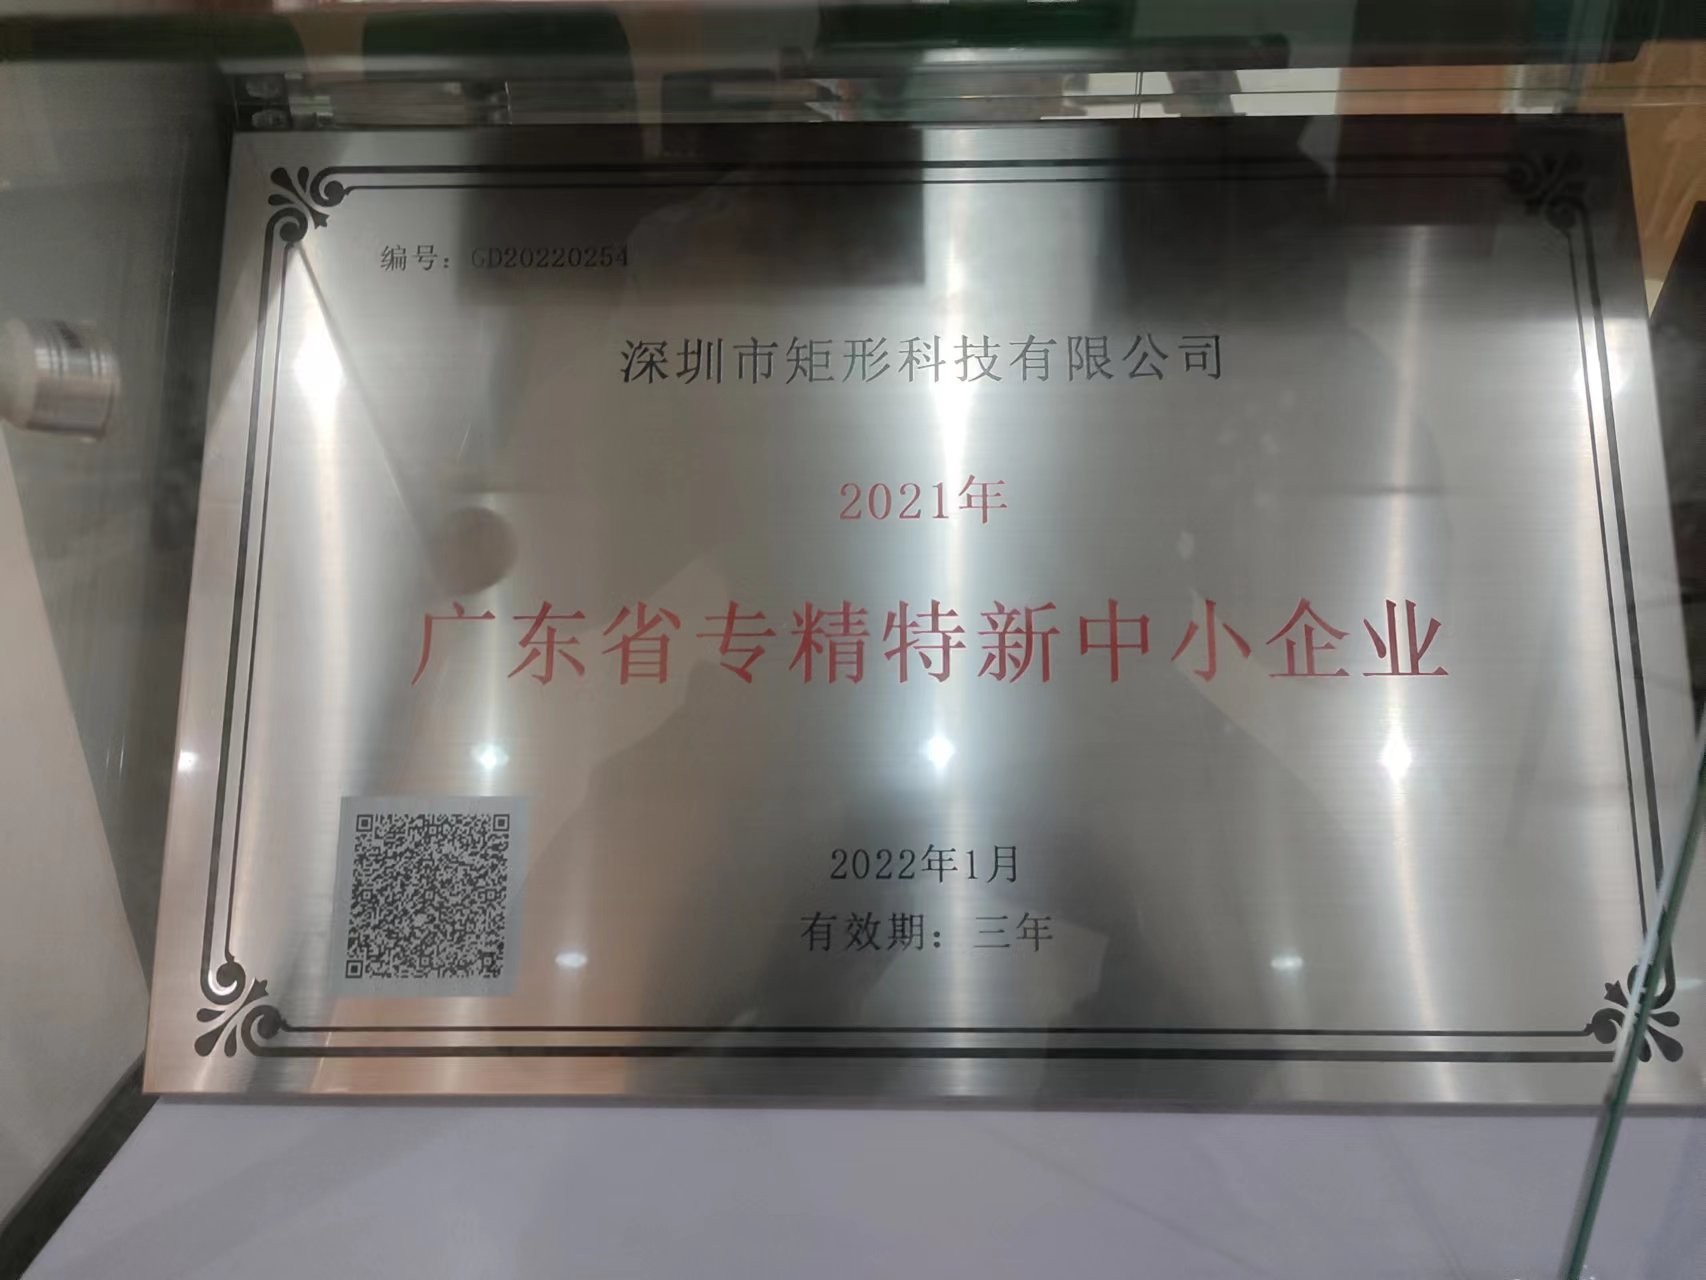 编号：GD20220254
深圳市矩形科技有限公司
2021年
广东省专精特新中小企业
2022年1月
有效期：三年